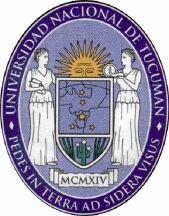 UNIVERSIDAD NACIONAL DE TUCUMAN
PEDES IN TERRA AD SIDERA VISUS
MCMXIV